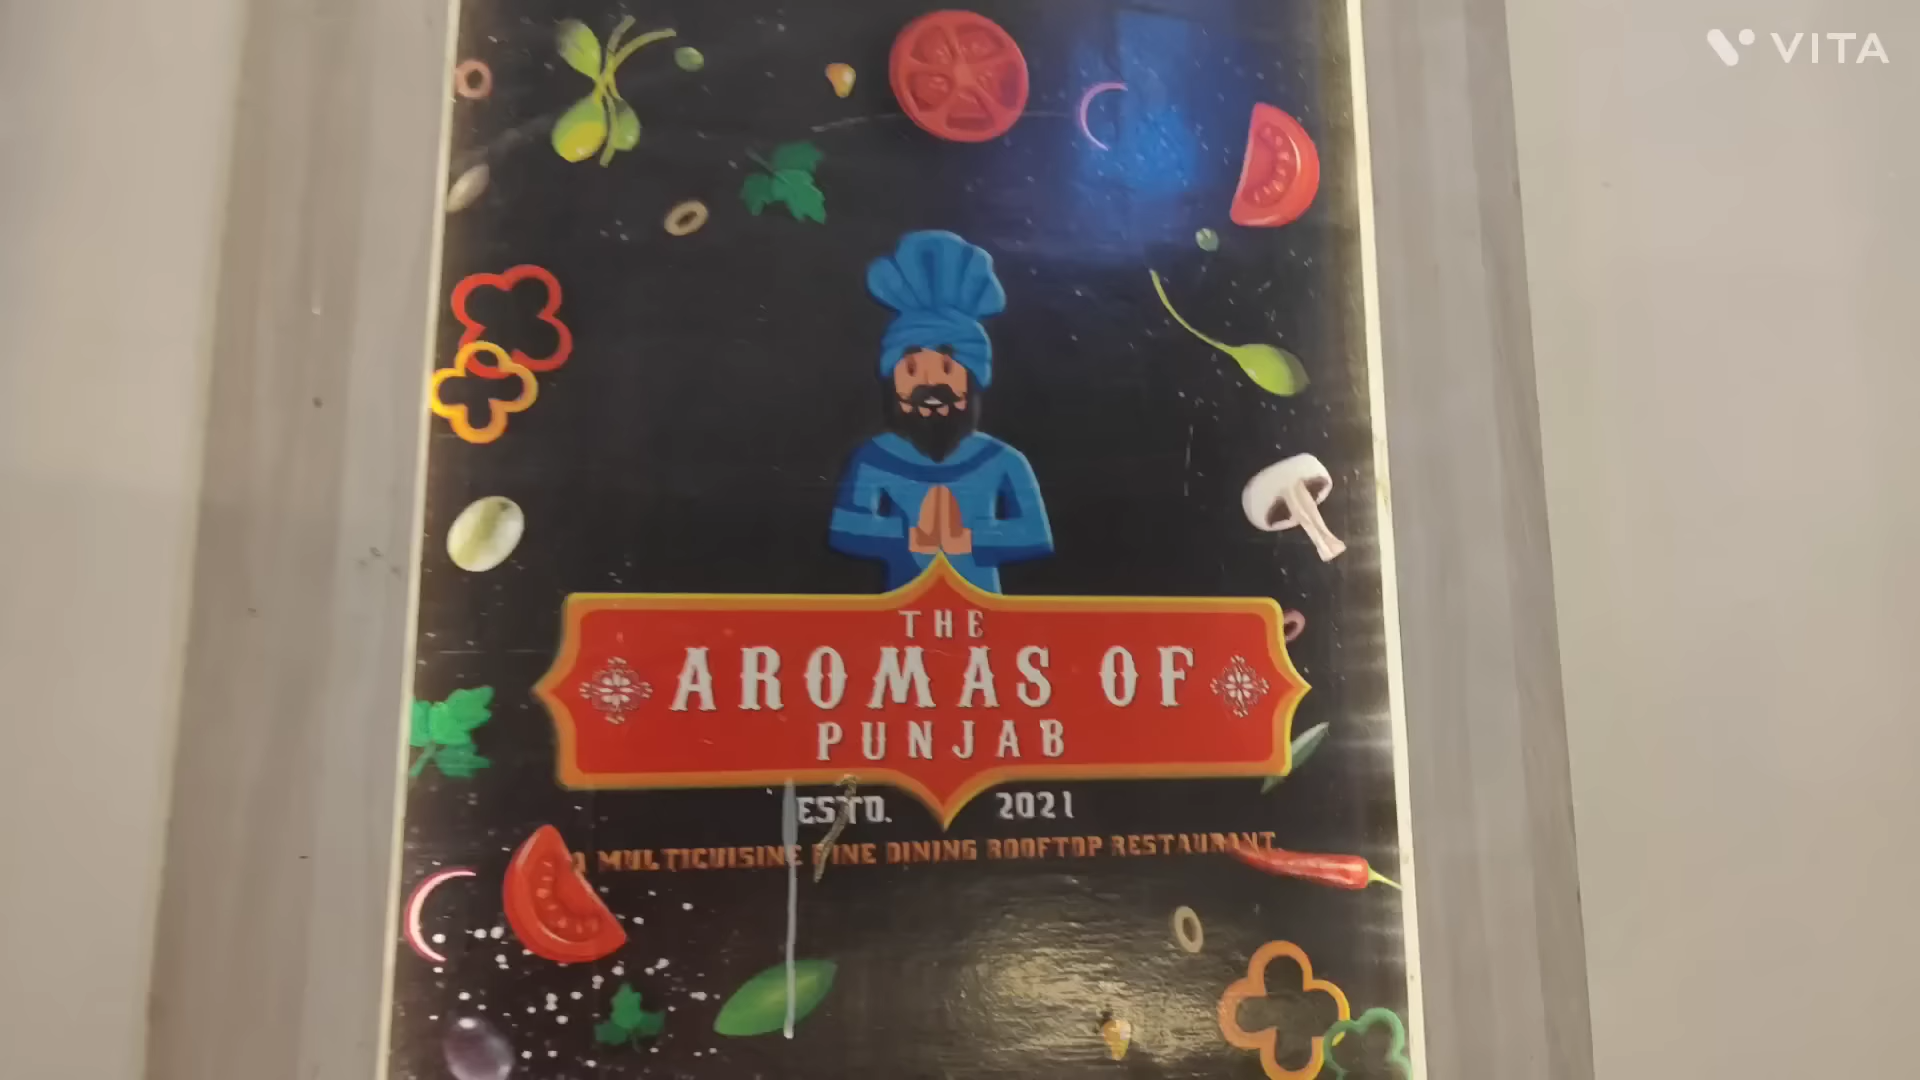 VITA
THE
AROMAS OF
PUNJAB
ESTD. 2021
A MULTICUISINE FINE DINING ROOFTOP RESTAURANT.